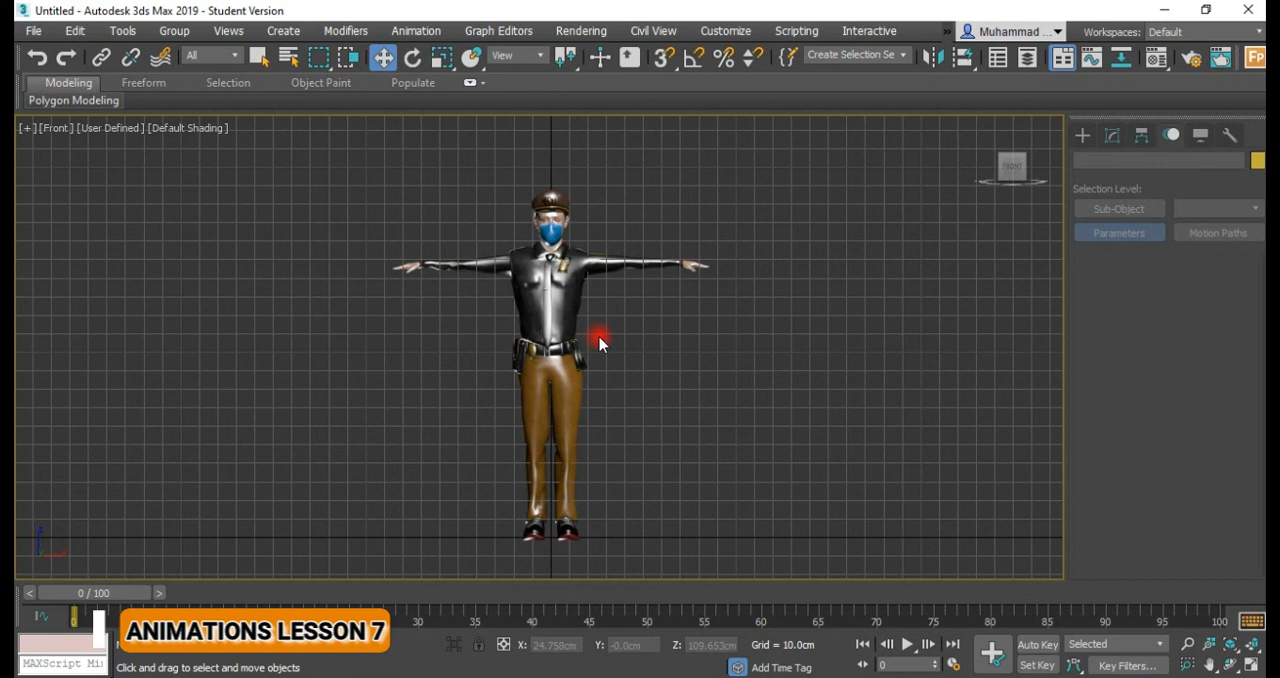 Untitled - Autodesk 3ds Max 2019 - Student Version
File Edit Tools Group Views Create Modifiers Animation Graph Editors Rendering Civil View Customize Scripting Interactive » Muhammad ... Workspaces: Default
All View Create Selection Se
Modeling Freeform Selection Object Paint Populate
Polygon Modeling
[+] [Front] [User Defined] [Default Shading]
FRONT
Selection Level:
Sub-Object
Parameters Motion Paths
0 / 100
0 30 35 40 45 50 55 60 65 70 75 80 85 90 95 100
ANIMATIONS LESSON 7
X: 24.758cm Y: -0.0cm Z: 109.653cm Grid = 10.0cm Auto Key Selected
MAXScript Mi Click and drag to select and move objects Add Time Tag 0 Set Key Key Filters...